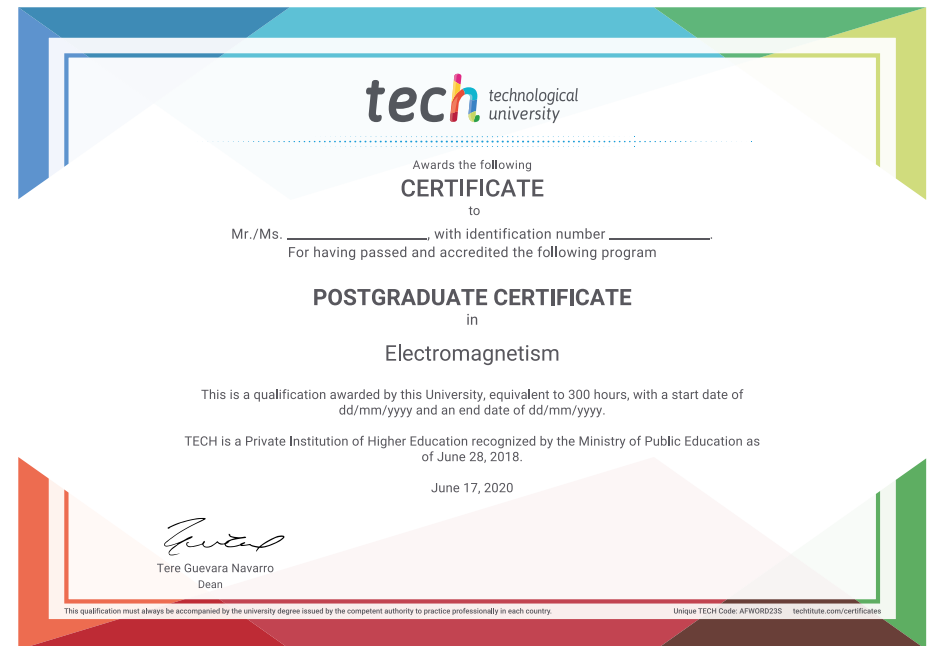 tech technological
university
Awards the following
CERTIFICATE
to
Mr./Ms. ____________________, with identification number ______________.
For having passed and accredited the following program
POSTGRADUATE CERTIFICATE
in
Electromagnetism
This is a qualification awarded by this University, equivalent to 300 hours, with a start date of
dd/mm/yyyy and an end date of dd/mm/yyyy.
TECH is a Private Institution of Higher Education recognized by the Ministry of Public Education as
of June 28, 2018.
June 17, 2020
Tere Guevara Navarro
Dean
This qualification must always be accompanied by the university degree issued by the competent authority to practice professionally in each country. Unique TECH Code: AFWORD23S techtitute.com/certificates